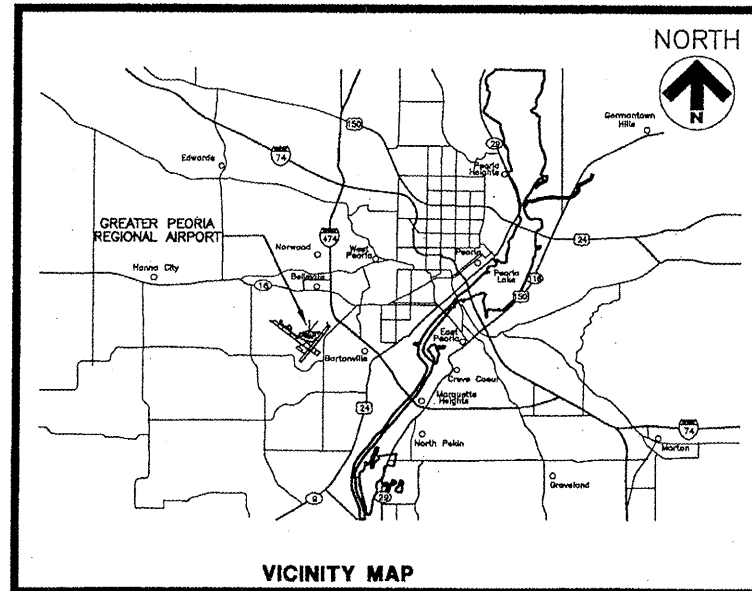 NORTH
N
Germantown
Hills
150
29
74
Edwards
Peoria
Heights
GREATER PEORIA
REGIONAL AIRPORT
474
24
Norwood
West
Peoria
Peoria
Hanna City
Bellevue
Peoria
Lake
116
16
150
East
Peoria
Bartonville
Creve Coeur
24
Marquette
Heights
74
North Pekin
Morton
Groveland
9
29
VICINITY MAP